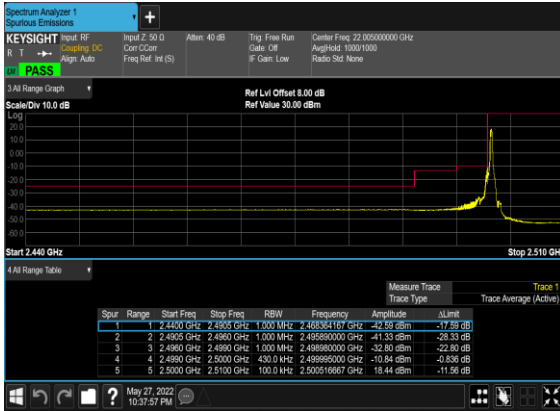 Spectrum Analyzer 1
Spurious Emissions
+
KEYSIGHT Input: RF Input Z: 50 Ω Atten: 40 dB Trig: Free Run Center Freq: 22.005000000 GHz
R T Coupling: DC Corr CCorr Gate: Off Avg|Hold: 1000/1000
Align: Auto Freq Ref: Int (S) IF Gain: Low Radio Std: None
PASS
3 All Range Graph
Ref Lvl Offset 8.00 dB
Scale/Div 10.0 dB Ref Value 30.00 dBm
Log
20.0
10.0
0.00
-10.0
-20.0
-30.0
-40.0
-50.0
-60.0
Start 2.440 GHz Stop 2.510 GH
4 All Range Table
Measure Trace Trace 1
Trace Type Trace Average (Active)
Spur Range Start Freq Stop Freq RBW Frequency Amplitude ΔLimit
1 1 2.4400 GHz 2.4905 GHz 1.000 MHz 2.468364167 GHz -42.59 dBm -17.59 dB
2 2 2.4905 GHz 2.4960 GHz 1.000 MHz 2.495890000 GHz -41.33 dBm -28.33 dB
3 3 2.4960 GHz 2.4990 GHz 1.000 MHz 2.498980000 GHz -32.80 dBm -22.80 dB
4 4 2.4990 GHz 2.5000 GHz 430.0 kHz 2.499995000 GHz -10.84 dBm -0.836 dB
5 5 2.5000 GHz 2.5100 GHz 100.0 kHz 2.500516667 GHz 18.44 dBm -11.56 dB
? May 27, 2022
10:37:57 PM